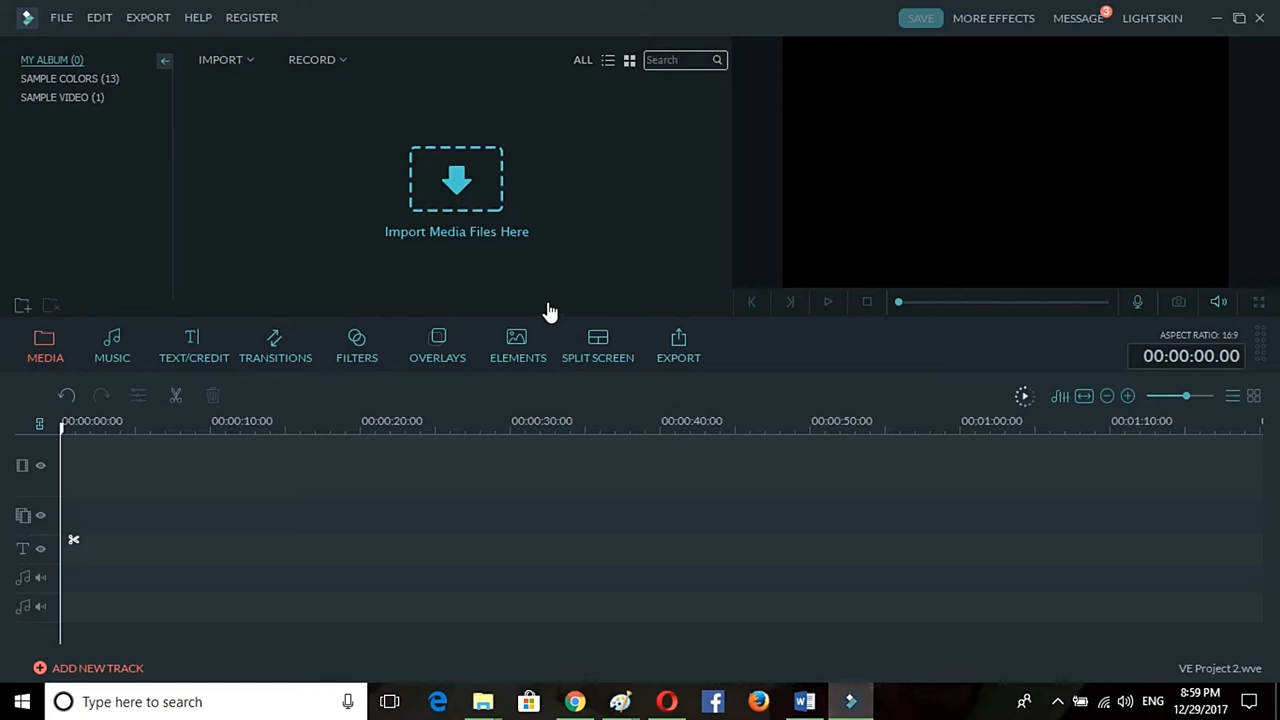 FILE EDIT EXPORT HELP REGISTER SAVE MORE EFFECTS MESSAGE 3 LIGHT SKIN
MY ALBUM (0)
SAMPLE COLORS (13)
SAMPLE VIDEO (1)
IMPORT RECORD ALL Search
Import Media Files Here
MEDIA MUSIC TEXT/CREDIT TRANSITIONS FILTERS OVERLAYS ELEMENTS SPLIT SCREEN EXPORT
ASPECT RATIO: 16:9
00:00:00.00
00:00:00:00 00:00:10:00 00:00:20:00 00:00:30:00 00:00:40:00 00:00:50:00 00:01:00:00 00:01:10:00
ADD NEW TRACK
VE Project 2.wve
Type here to search
ENG
8:59 PM
12/29/2017